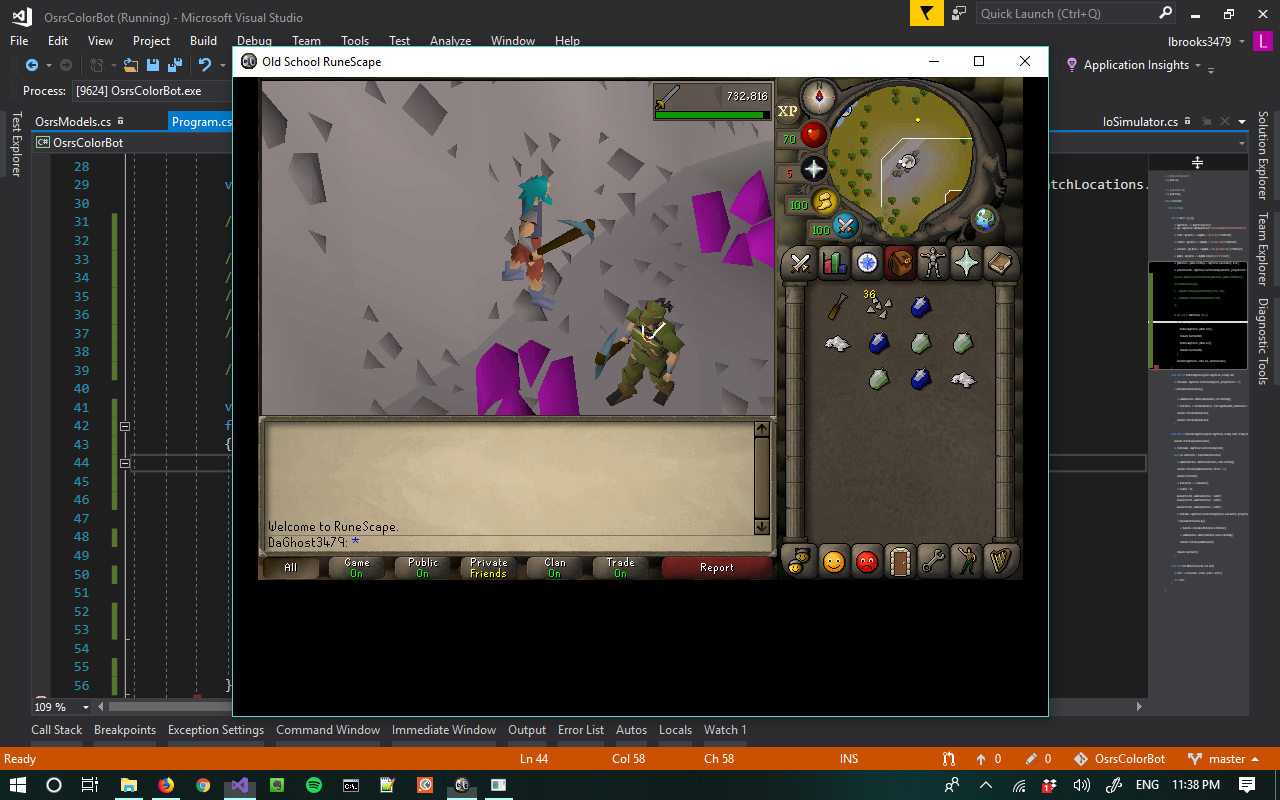 OsrsColorBot (Running) - Microsoft Visual Studio
Quick Launch (Ctrl+Q)
File Edit View Project Build Debug Team Tools Test Analyze Window Help
lbrooks3479
L
Old School RuneScape
Application Insights
Process: [9624] OsrsColorBot.exe
OsrsModels.cs
Program.cs
IoSimulator.cs
C# OsrsColorBot
Test Explorer
Solution Explorer
Team Explorer
Diagnostic Tools
28
29 v
atchLocations.
30
31 //
32
33 //
34 //
35 //
36 //
37 //
38
39 //
40
41 v
42 f
43 {
44
45
46
47
48
49
50
51
52
53
54
55
56 }
732,816
XP
N
70
5
100
100
36
Welcome to RuneScape.
DaGhost3479: *
All
Game
On
Public
On
Private
Friends
Clan
On
Trade
On
Report
109 %
Call Stack Breakpoints Exception Settings Command Window Immediate Window Output Error List Autos Locals Watch 1
Ready Ln 44 Col 58 Ch 58 INS 0 0 OsrsColorBot master
ENG 11:38 PM